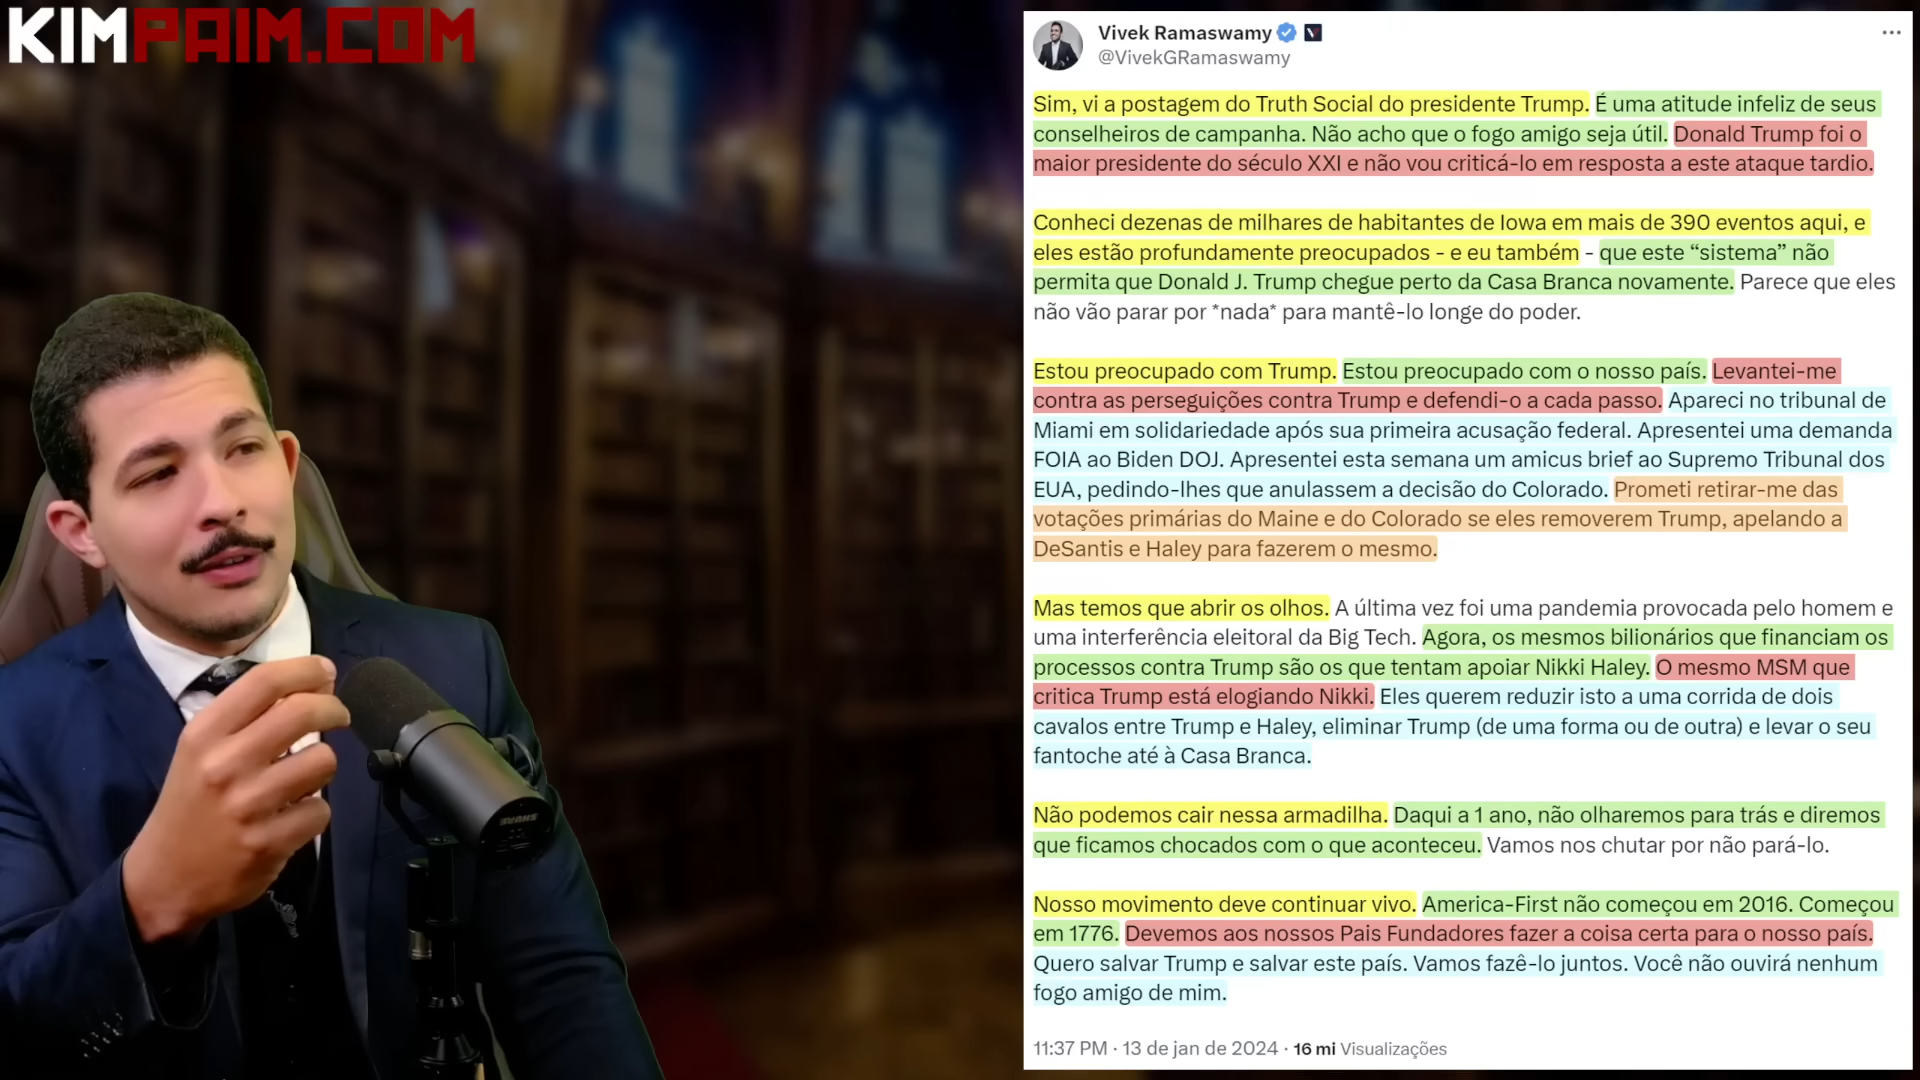 KIMPAIM.COM
Vivek Ramaswamy
@VivekGRamaswamy
Sim, vi a postagem do Truth Social do presidente Trump. É uma atitude infeliz de seus
conselheiros de campanha. Não acho que o fogo amigo seja útil. Donald Trump foi o
maior presidente do século XXI e não vou criticá-lo em resposta a este ataque tardio.
Conheci dezenas de milhares de habitantes de Iowa em mais de 390 eventos aqui, e
eles estão profundamente preocupados - e eu também - que este “sistema” não
permita que Donald J. Trump chegue perto da Casa Branca novamente. Parece que eles
não vão parar por *nada* para mantê-lo longe do poder.
Estou preocupado com Trump. Estou preocupado com o nosso país. Levantei-me
contra as perseguições contra Trump e defendi-o a cada passo. Apareci no tribunal de
Miami em solidariedade após sua primeira acusação federal. Apresentei uma demanda
FOIA ao Biden DOJ. Apresentei esta semana um amicus brief ao Supremo Tribunal dos
EUA, pedindo-lhes que anulassem a decisão do Colorado. Prometi retirar-me das
votações primárias do Maine e do Colorado se eles removerem Trump, apelando a
DeSantis e Haley para fazerem o mesmo.
Mas temos que abrir os olhos. A última vez foi uma pandemia provocada pelo homem e
uma interferência eleitoral da Big Tech. Agora, os mesmos bilionários que financiam os
processos contra Trump são os que tentam apoiar Nikki Haley. O mesmo MSM que
critica Trump está elogiando Nikki. Eles querem reduzir isto a uma corrida de dois
cavalos entre Trump e Haley, eliminar Trump (de uma forma ou de outra) e levar o seu
fantoche até à Casa Branca.
Não podemos cair nessa armadilha. Daqui a 1 ano, não olharemos para trás e diremos
que ficamos chocados com o que aconteceu. Vamos nos chutar por não pará-lo.
Nosso movimento deve continuar vivo. America-First não começou em 2016. Começou
em 1776. Devemos aos nossos Pais Fundadores fazer a coisa certa para o nosso país.
Quero salvar Trump e salvar este país. Vamos fazê-lo juntos. Você não ouvirá nenhum
fogo amigo de mim.
11:37 PM · 13 de jan de 2024 · 16 mi Visualizações
SHURE